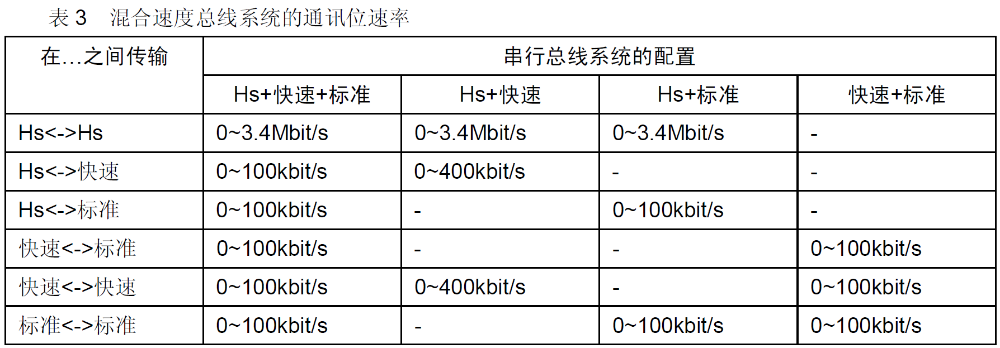 表 3 混合速度总线系统的通讯位速率
在…之间传输 串行总线系统的配置
Hs+快速+标准 Hs+快速 Hs+标准 快速+标准
Hs<->Hs 0~3.4Mbit/s 0~3.4Mbit/s 0~3.4Mbit/s -
Hs<->快速 0~100kbit/s 0~400kbit/s - -
Hs<->标准 0~100kbit/s - 0~100kbit/s -
快速<->标准 0~100kbit/s - - 0~100kbit/s
快速<->快速 0~100kbit/s 0~400kbit/s - 0~100kbit/s
标准<->标准 0~100kbit/s - 0~100kbit/s 0~100kbit/s